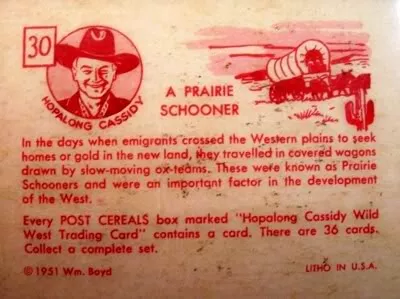 30
HOPALONG CASSIDY
A PRAIRIE
SCHOONER
In the days when emigrants crossed the Western plains to seek
homes or gold in the new land, they travelled in covered wagons
drawn by slow-moving ox-teams. These were known as Prairie
Schooners and were an important factor in the development
of the West.
Every POST CEREALS box marked "Hopalong Cassidy Wild
West Trading Card" contains a card. There are 36 cards.
Collect a complete set.
© 1951 Wm. Boyd
LITHO IN U.S.A.